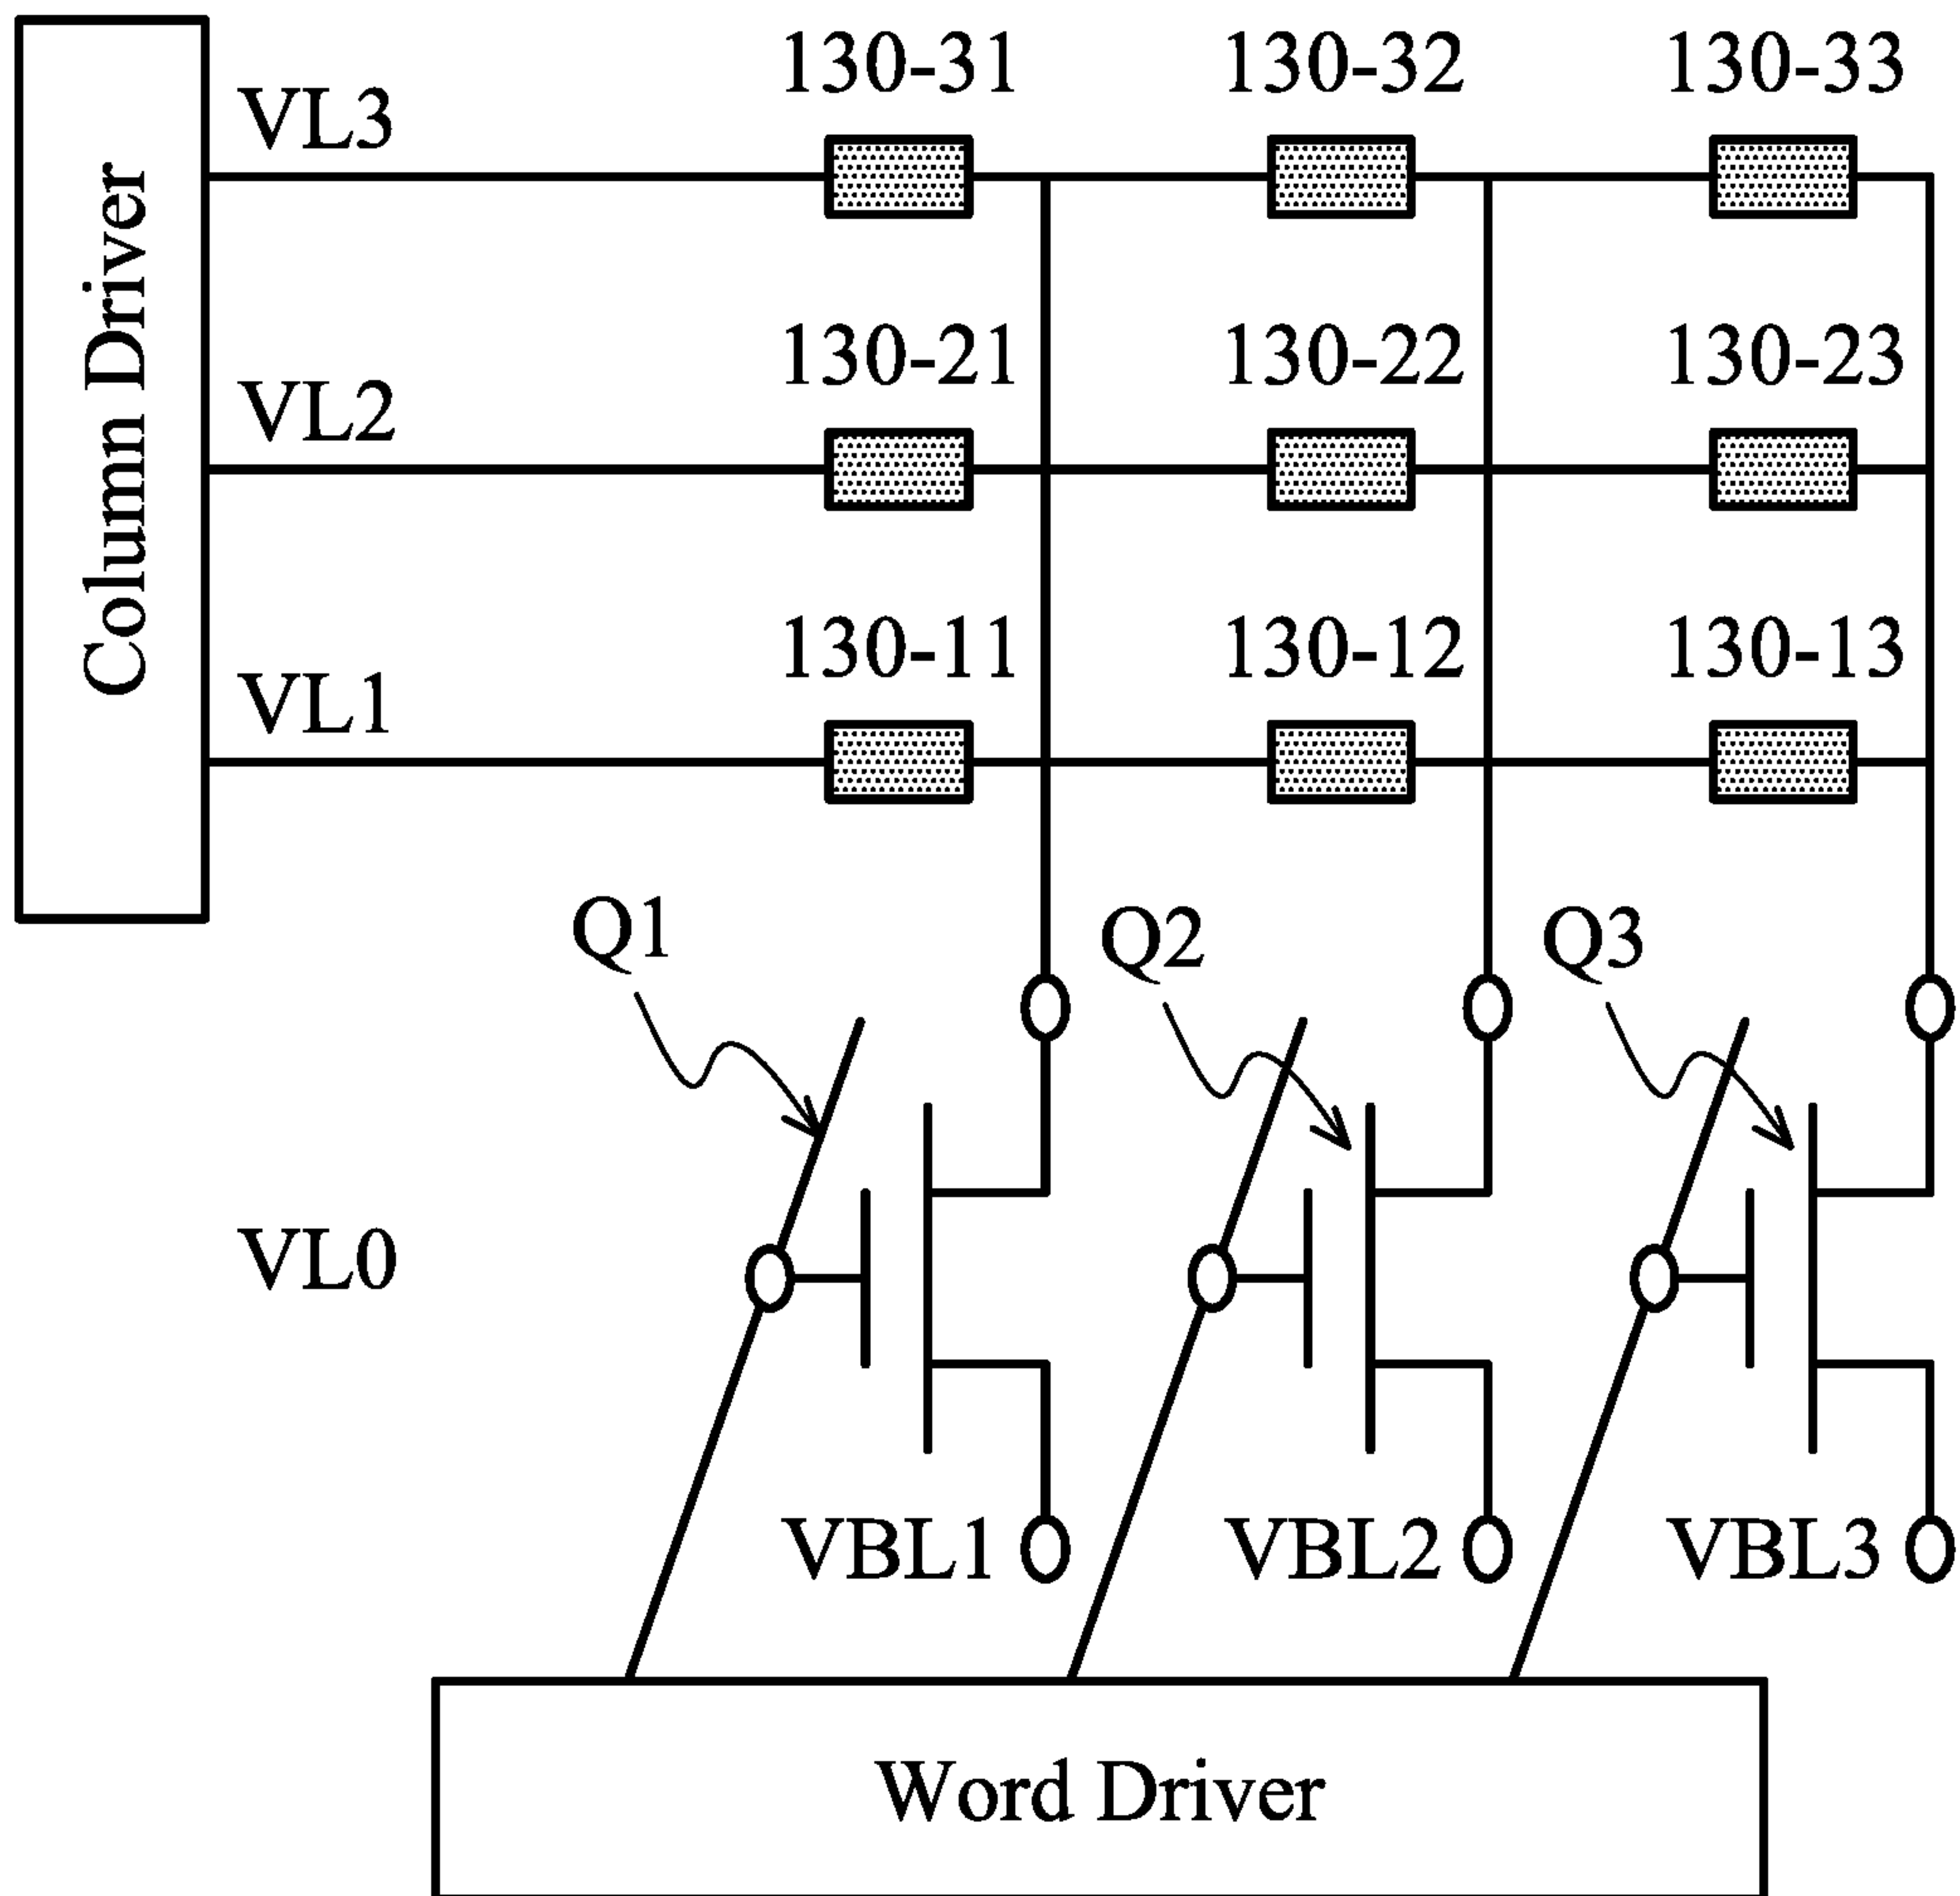 Column Driver
130-31 130-32 130-33
VL3
130-21 130-22 130-23
VL2
130-11 130-12 130-13
VL1
Q1 Q2 Q3
VL0
VBL1 VBL2 VBL3
Word Driver